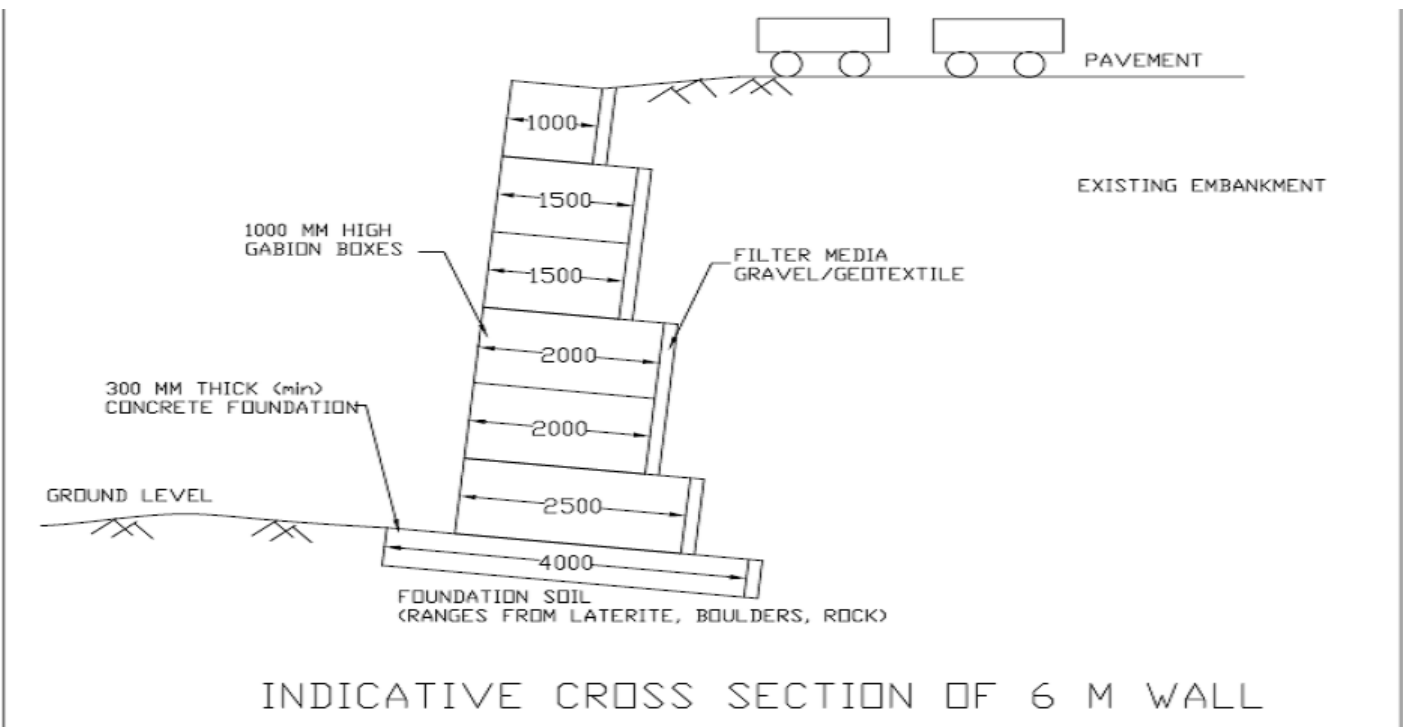 PAVEMENT
1000
EXISTING EMBANKMENT
1500
1000 MM HIGH
GABION BOXES
FILTER MEDIA
GRAVEL/GEOTEXTILE
1500
2000
300 MM THICK (min)
CONCRETE FOUNDATION
2000
GROUND LEVEL
2500
4000
FOUNDATION SOIL
(RANGES FROM LATERITE, BOULDERS, ROCK)
INDICATIVE CROSS SECTION OF 6 M WALL